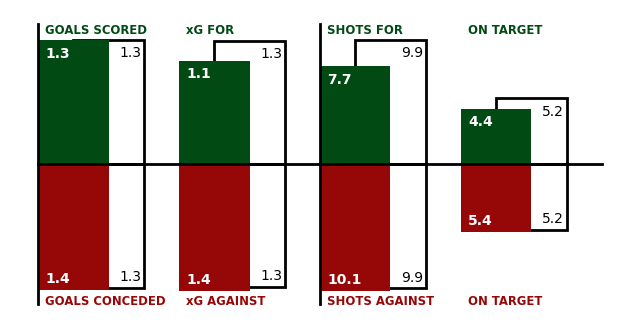 GOALS SCORED xG FOR SHOTS FOR ON TARGET
1.3 1.3 1.1 1.3 7.7 9.9 4.4 5.2
1.4 1.3 1.4 1.3 10.1 9.9 5.4 5.2
GOALS CONCEDED xG AGAINST SHOTS AGAINST ON TARGET